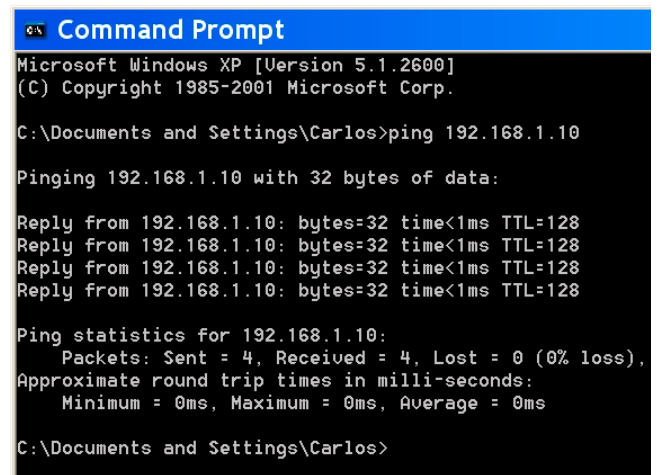 Command Prompt
Microsoft Windows XP [Version 5.1.2600]
(C) Copyright 1985-2001 Microsoft Corp.
C:\Documents and Settings\Carlos>ping 192.168.1.10
Pinging 192.168.1.10 with 32 bytes of data:
Reply from 192.168.1.10: bytes=32 time<1ms TTL=128
Reply from 192.168.1.10: bytes=32 time<1ms TTL=128
Reply from 192.168.1.10: bytes=32 time<1ms TTL=128
Reply from 192.168.1.10: bytes=32 time<1ms TTL=128
Ping statistics for 192.168.1.10:
    Packets: Sent = 4, Received = 4, Lost = 0 (0% loss),
Approximate round trip times in milli-seconds:
    Minimum = 0ms, Maximum = 0ms, Average = 0ms
C:\Documents and Settings\Carlos>